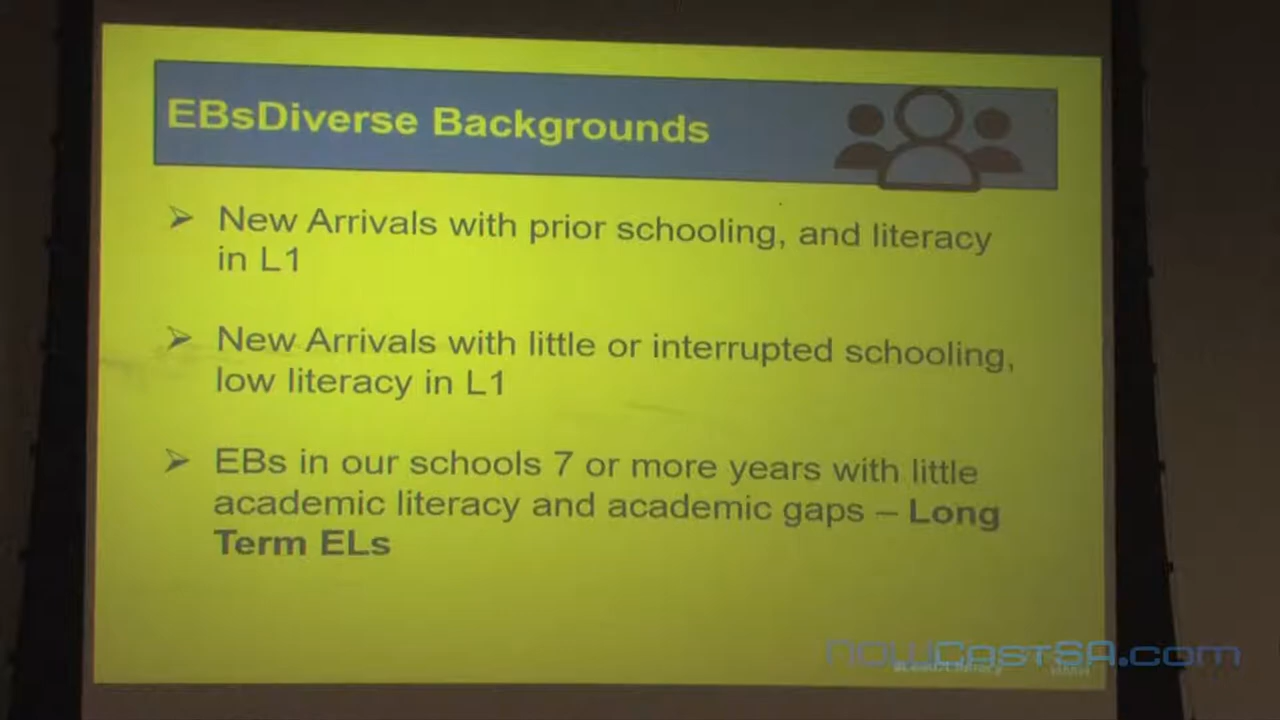 EBsDiverse Backgrounds
➢ New Arrivals with prior schooling, and literacy
in L1
➢ New Arrivals with little or interrupted schooling,
low literacy in L1
➢ EBs in our schools 7 or more years with little
academic literacy and academic gaps – Long
Term ELs
nowcastSA.com